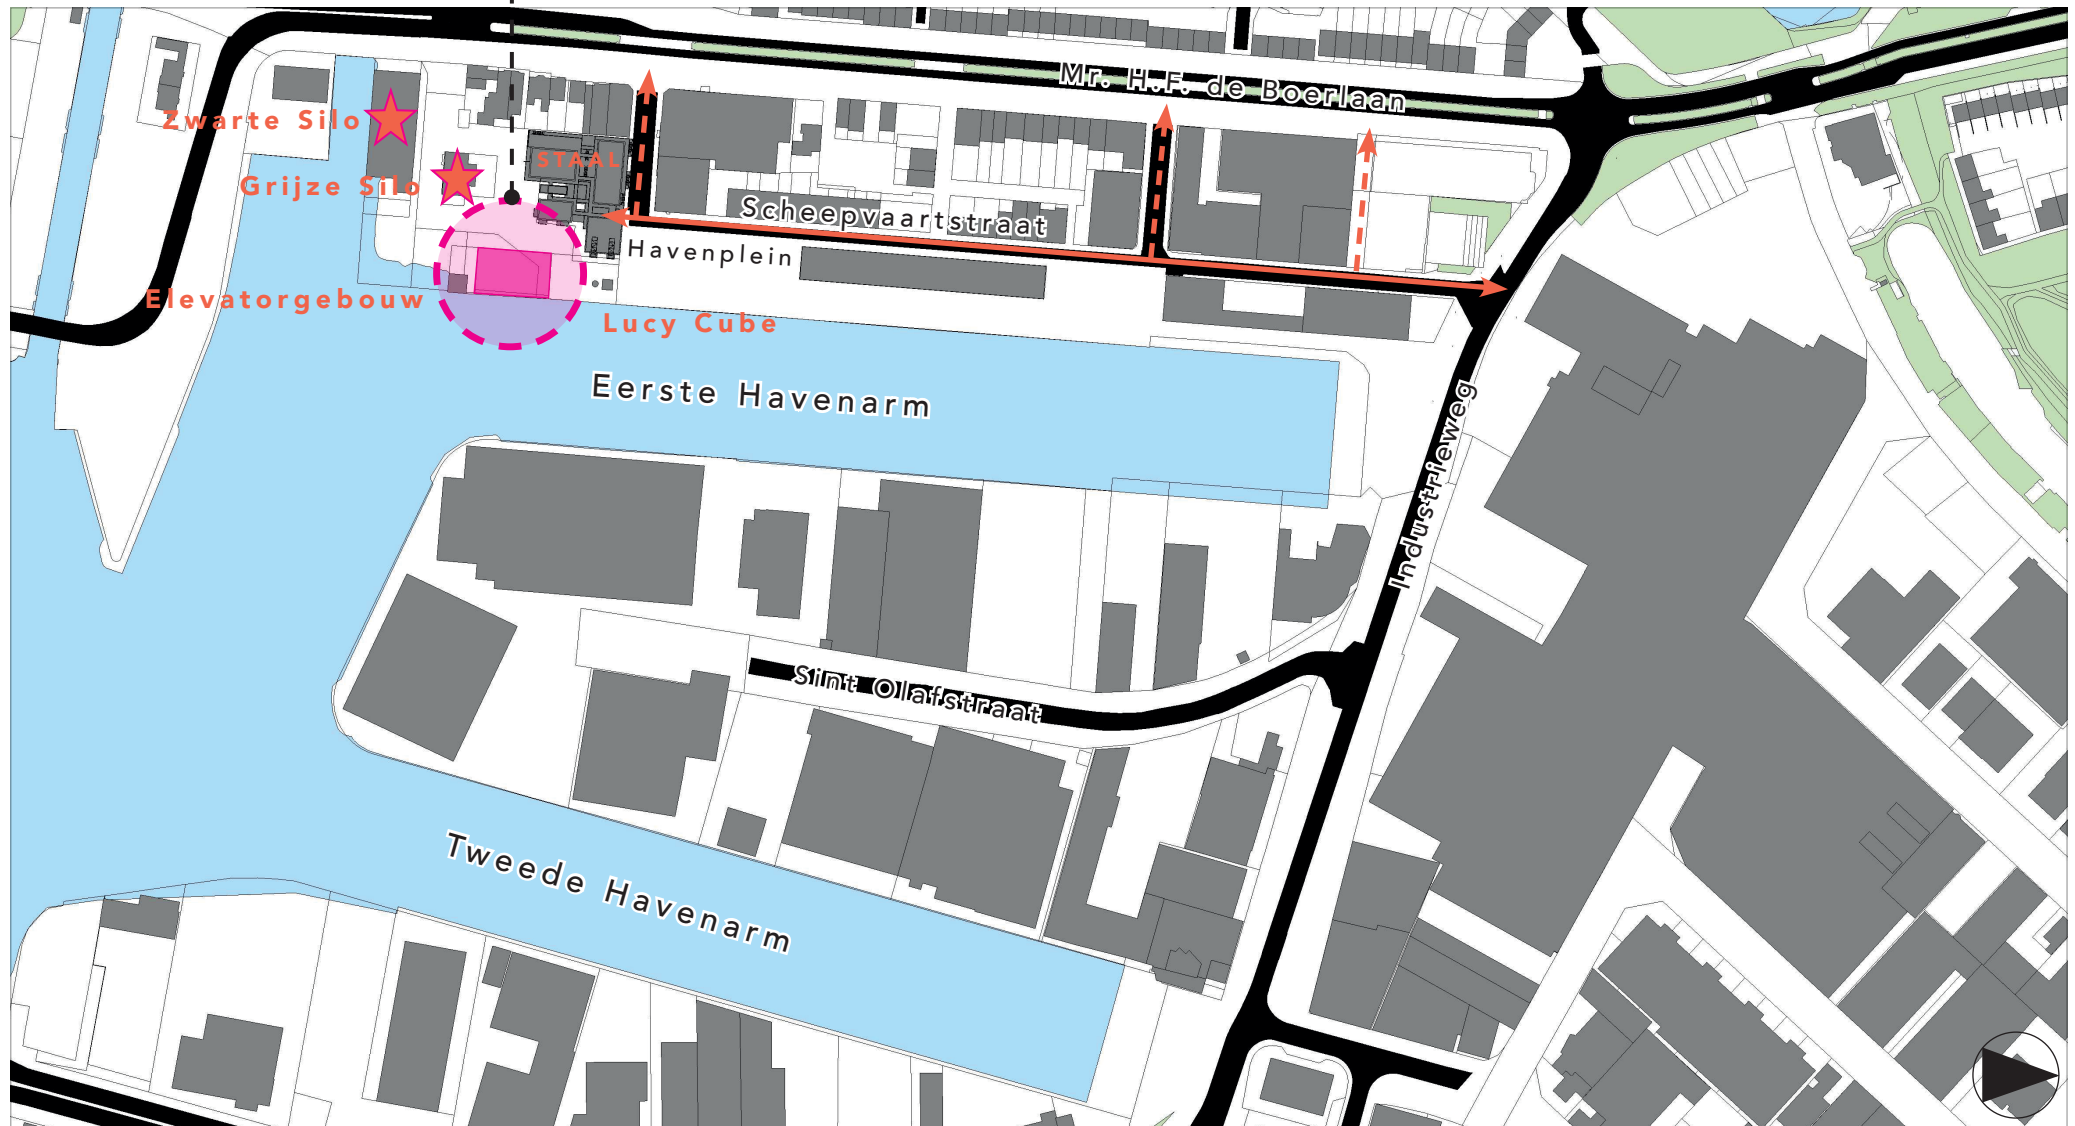 Mr. H.F. de Boerlaan
Zwarte Silo
STAAL
Grijze Silo
Scheepvaartstraat
Havenplein
Elevatorgebouw
Lucy Cube
Eerste Havenarm
Industrieweg
Sint Olafstraat
Tweede Havenarm